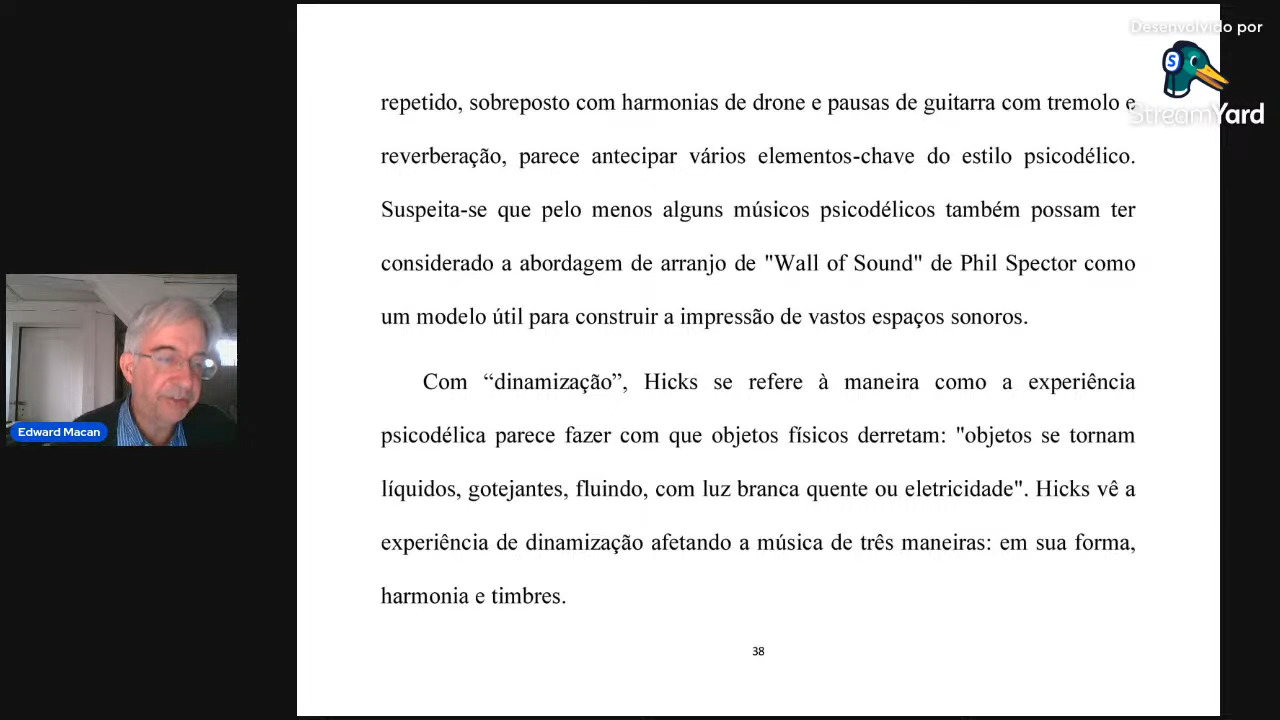 Desenvolvido por
StreamYard
repetido, sobreposto com harmonias de drone e pausas de guitarra com tremolo e
reverberação, parece antecipar vários elementos-chave do estilo psicodélico.
Suspeita-se que pelo menos alguns músicos psicodélicos também possam ter
considerado a abordagem de arranjo de "Wall of Sound" de Phil Spector como
um modelo útil para construir a impressão de vastos espaços sonoros.
Com “dinamização”, Hicks se refere à maneira como a experiência
psicodélica parece fazer com que objetos físicos derretam: "objetos se tornam
líquidos, gotejantes, fluindo, com luz branca quente ou eletricidade". Hicks vê a
experiência de dinamização afetando a música de três maneiras: em sua forma,
harmonia e timbres.
38
Edward Macan